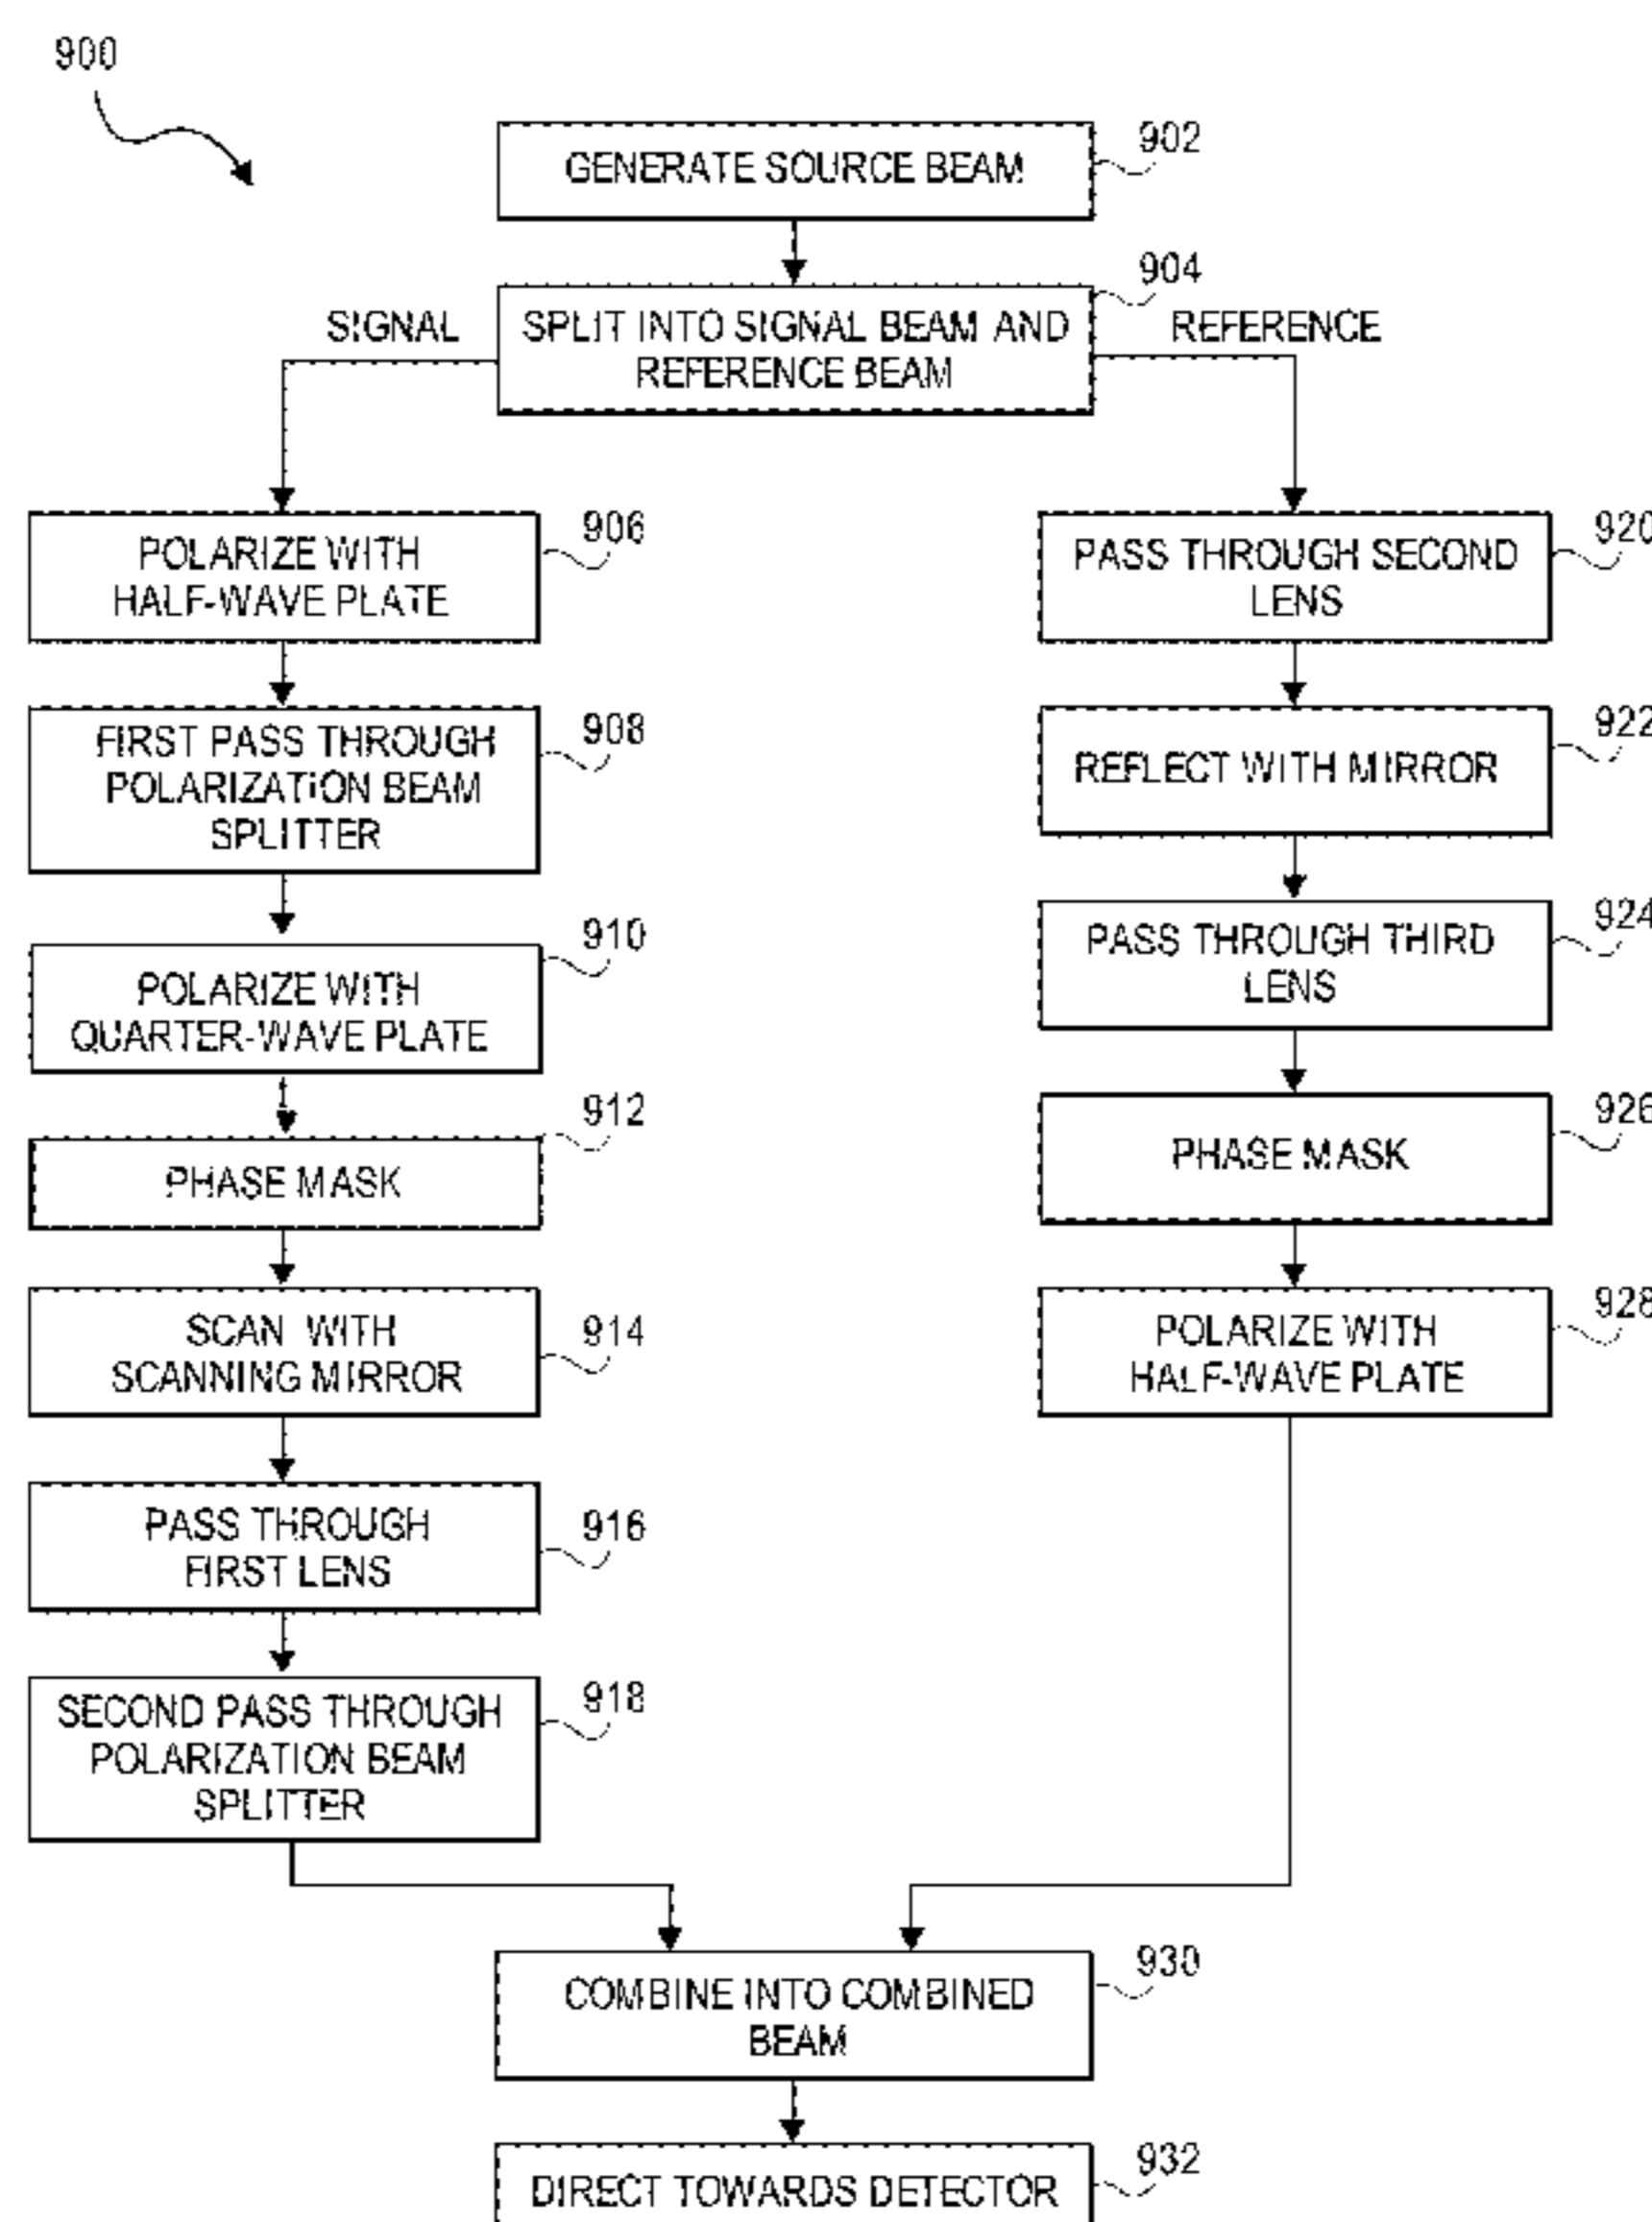 900
GENERATE SOURCE BEAM
902
904
SIGNAL
SPLIT INTO SIGNAL BEAM AND
REFERENCE BEAM
REFERENCE
POLARIZE WITH
HALF-WAVE PLATE
906
FIRST PASS THROUGH
POLARIZATION BEAM
SPLITTER
908
POLARIZE WITH
QUARTER-WAVE PLATE
910
PHASE MASK
912
SCAN WITH
SCANNING MIRROR
914
PASS THROUGH
FIRST LENS
916
SECOND PASS THROUGH
POLARIZATION BEAM
SPLITTER
918
PASS THROUGH SECOND
LENS
920
REFLECT WITH MIRROR
922
PASS THROUGH THIRD
LENS
924
PHASE MASK
926
POLARIZE WITH
HALF-WAVE PLATE
928
COMBINE INTO COMBINED
BEAM
930
DIRECT TOWARDS DETECTOR
932